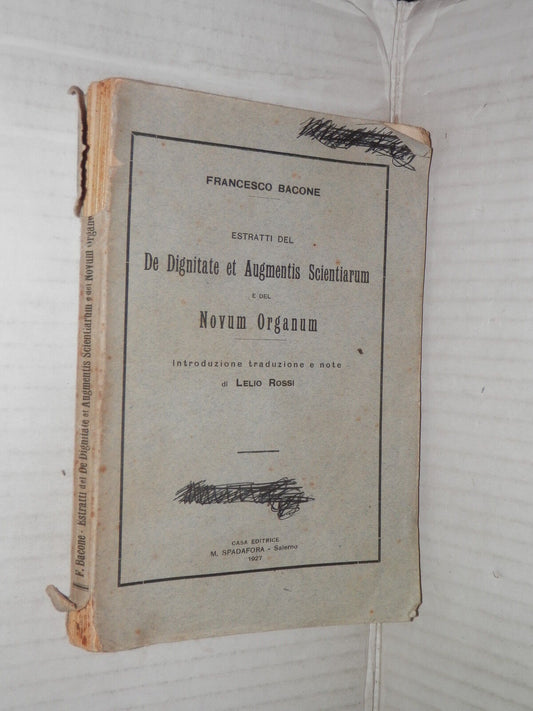 FRANCESCO BACONE
ESTRATTI DEL
De Dignitate et Augmentis Scientiarum
E DEL
Novum Organum
Introduzione traduzione e note
di LELIO ROSSI
CASA EDITRICE
M. SPADAFORA - Salerno
1927
F. Bacone - Estratti del De Dignitate et Augmentis Scientiarum e del Novum Organum